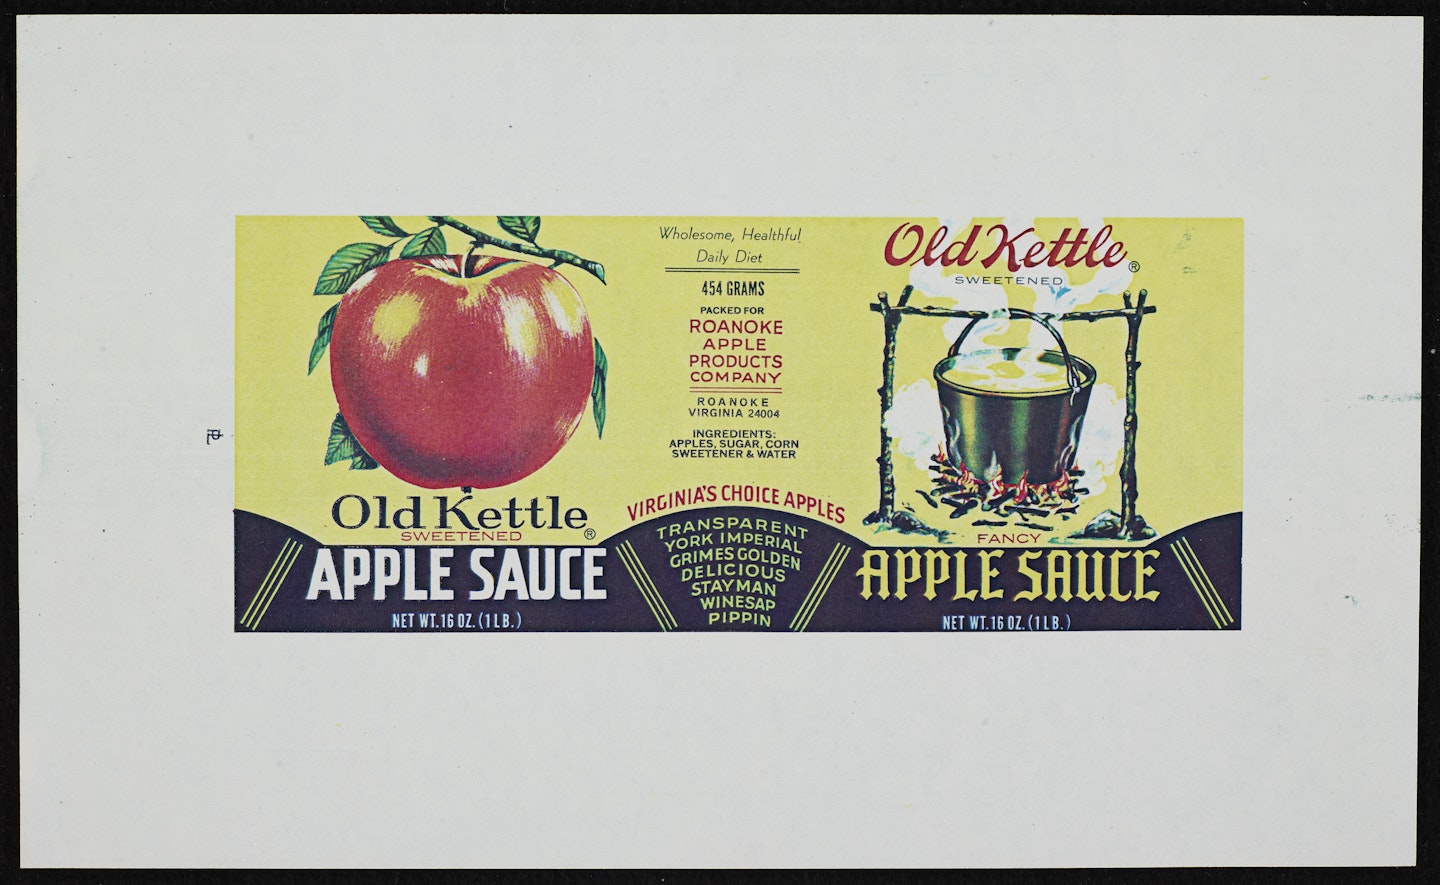 Old Kettle®
SWEETENED
APPLE SAUCE
NET WT. 16 OZ. (1 LB.)
Wholesome, Healthful
Daily Diet
454 GRAMS
PACKED FOR
ROANOKE
APPLE
PRODUCTS
COMPANY
ROANOKE
VIRGINIA 24004
INGREDIENTS:
APPLES, SUGAR, CORN
SWEETENER & WATER
VIRGINIA'S CHOICE APPLES
TRANSPARENT
YORK IMPERIAL
GRIMES GOLDEN
DELICIOUS
STAYMAN
WINESAP
PIPPIN
Old Kettle®
SWEETENED
FANCY
APPLE SAUCE
NET WT. 16 OZ. (1 LB.)